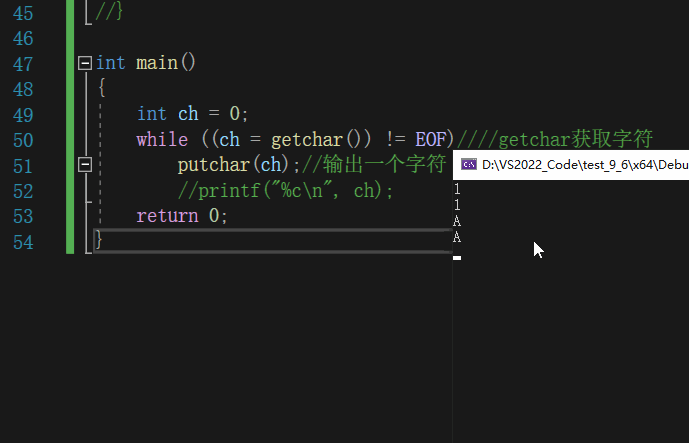 45 //}
46
47 int main()
48 {
49 int ch = 0;
50 while ((ch = getchar()) != EOF)////getchar获取字符
51 putchar(ch);//输出一个字符
52 //printf("%c\n", ch);
53 return 0;
54 }
D:\VS2022_Code\test_9_6\x64\Debu
1
1
A
A